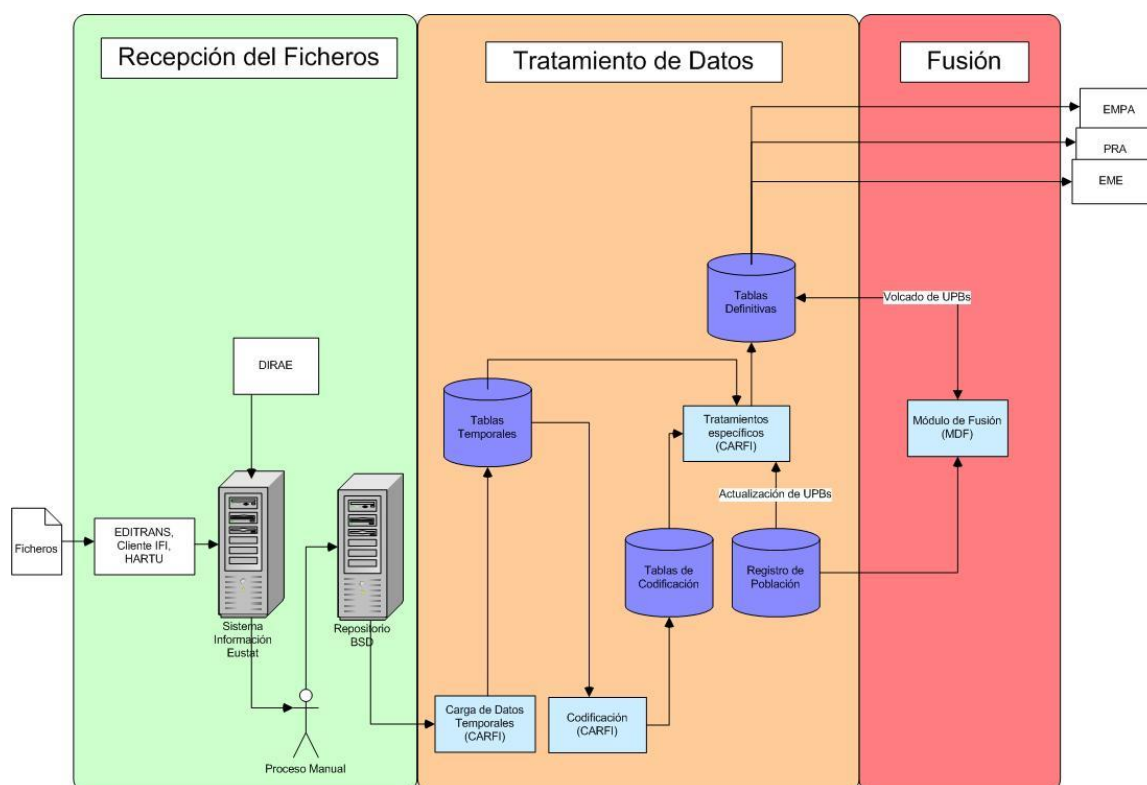 Recepción del Ficheros
Tratamiento de Datos
Fusión
EMPA
PRA
EME
Tablas
Definitivas
Volcado de UPBs
DIRAE
Tablas
Temporales
Tratamientos
específicos
(CARFI)
Módulo de Fusión
(MDF)
Actualización de UPBs
Ficheros
EDITRANS,
Cliente IFI,
HARTU
Tablas de
Codificación
Registro de
Población
Sistema
Información
Eustat
Repositorio
BSD
Carga de Datos
Temporales
(CARFI)
Codificación
(CARFI)
Proceso Manual